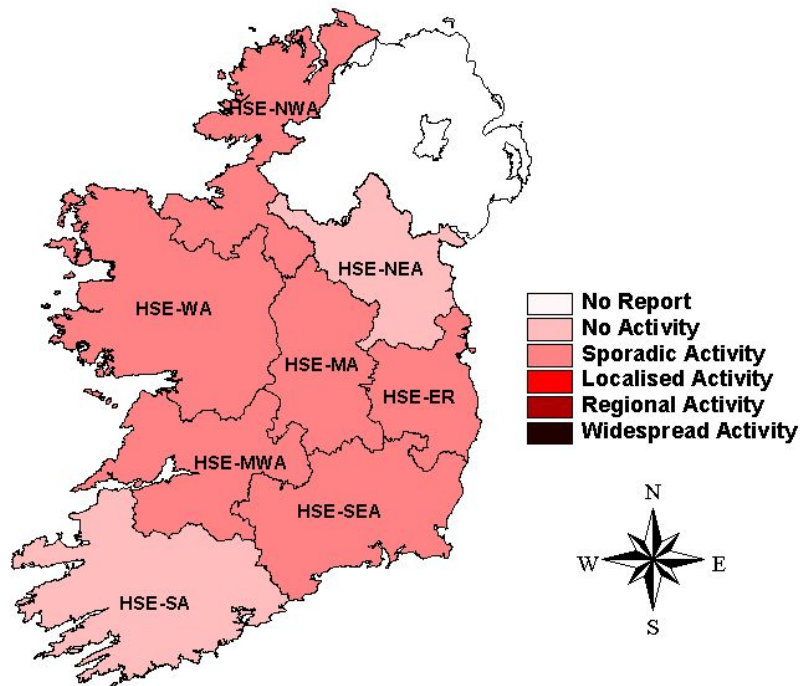 HSE-NWA
HSE-NEA
HSE-WA
HSE-MA
HSE-ER
HSE-MWA
HSE-SEA
HSE-SA
No Report
No Activity
Sporadic Activity
Localised Activity
Regional Activity
Widespread Activity
N
W E
S